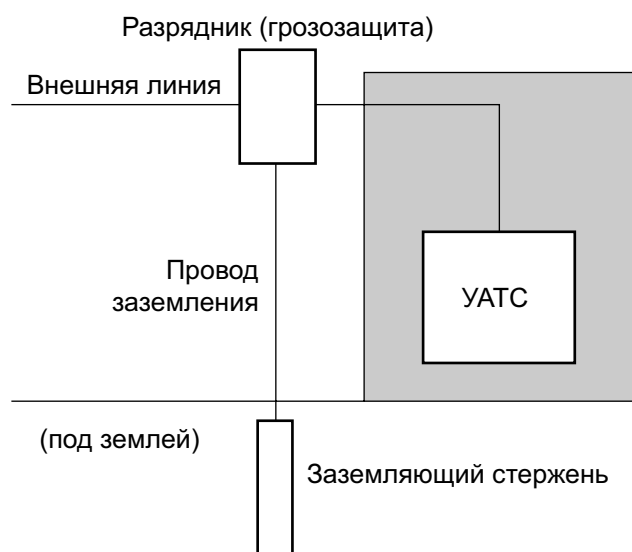 Разрядник (грозозащита)
Внешняя линия
Провод
заземления
УАТС
(под землей)
Заземляющий стержень